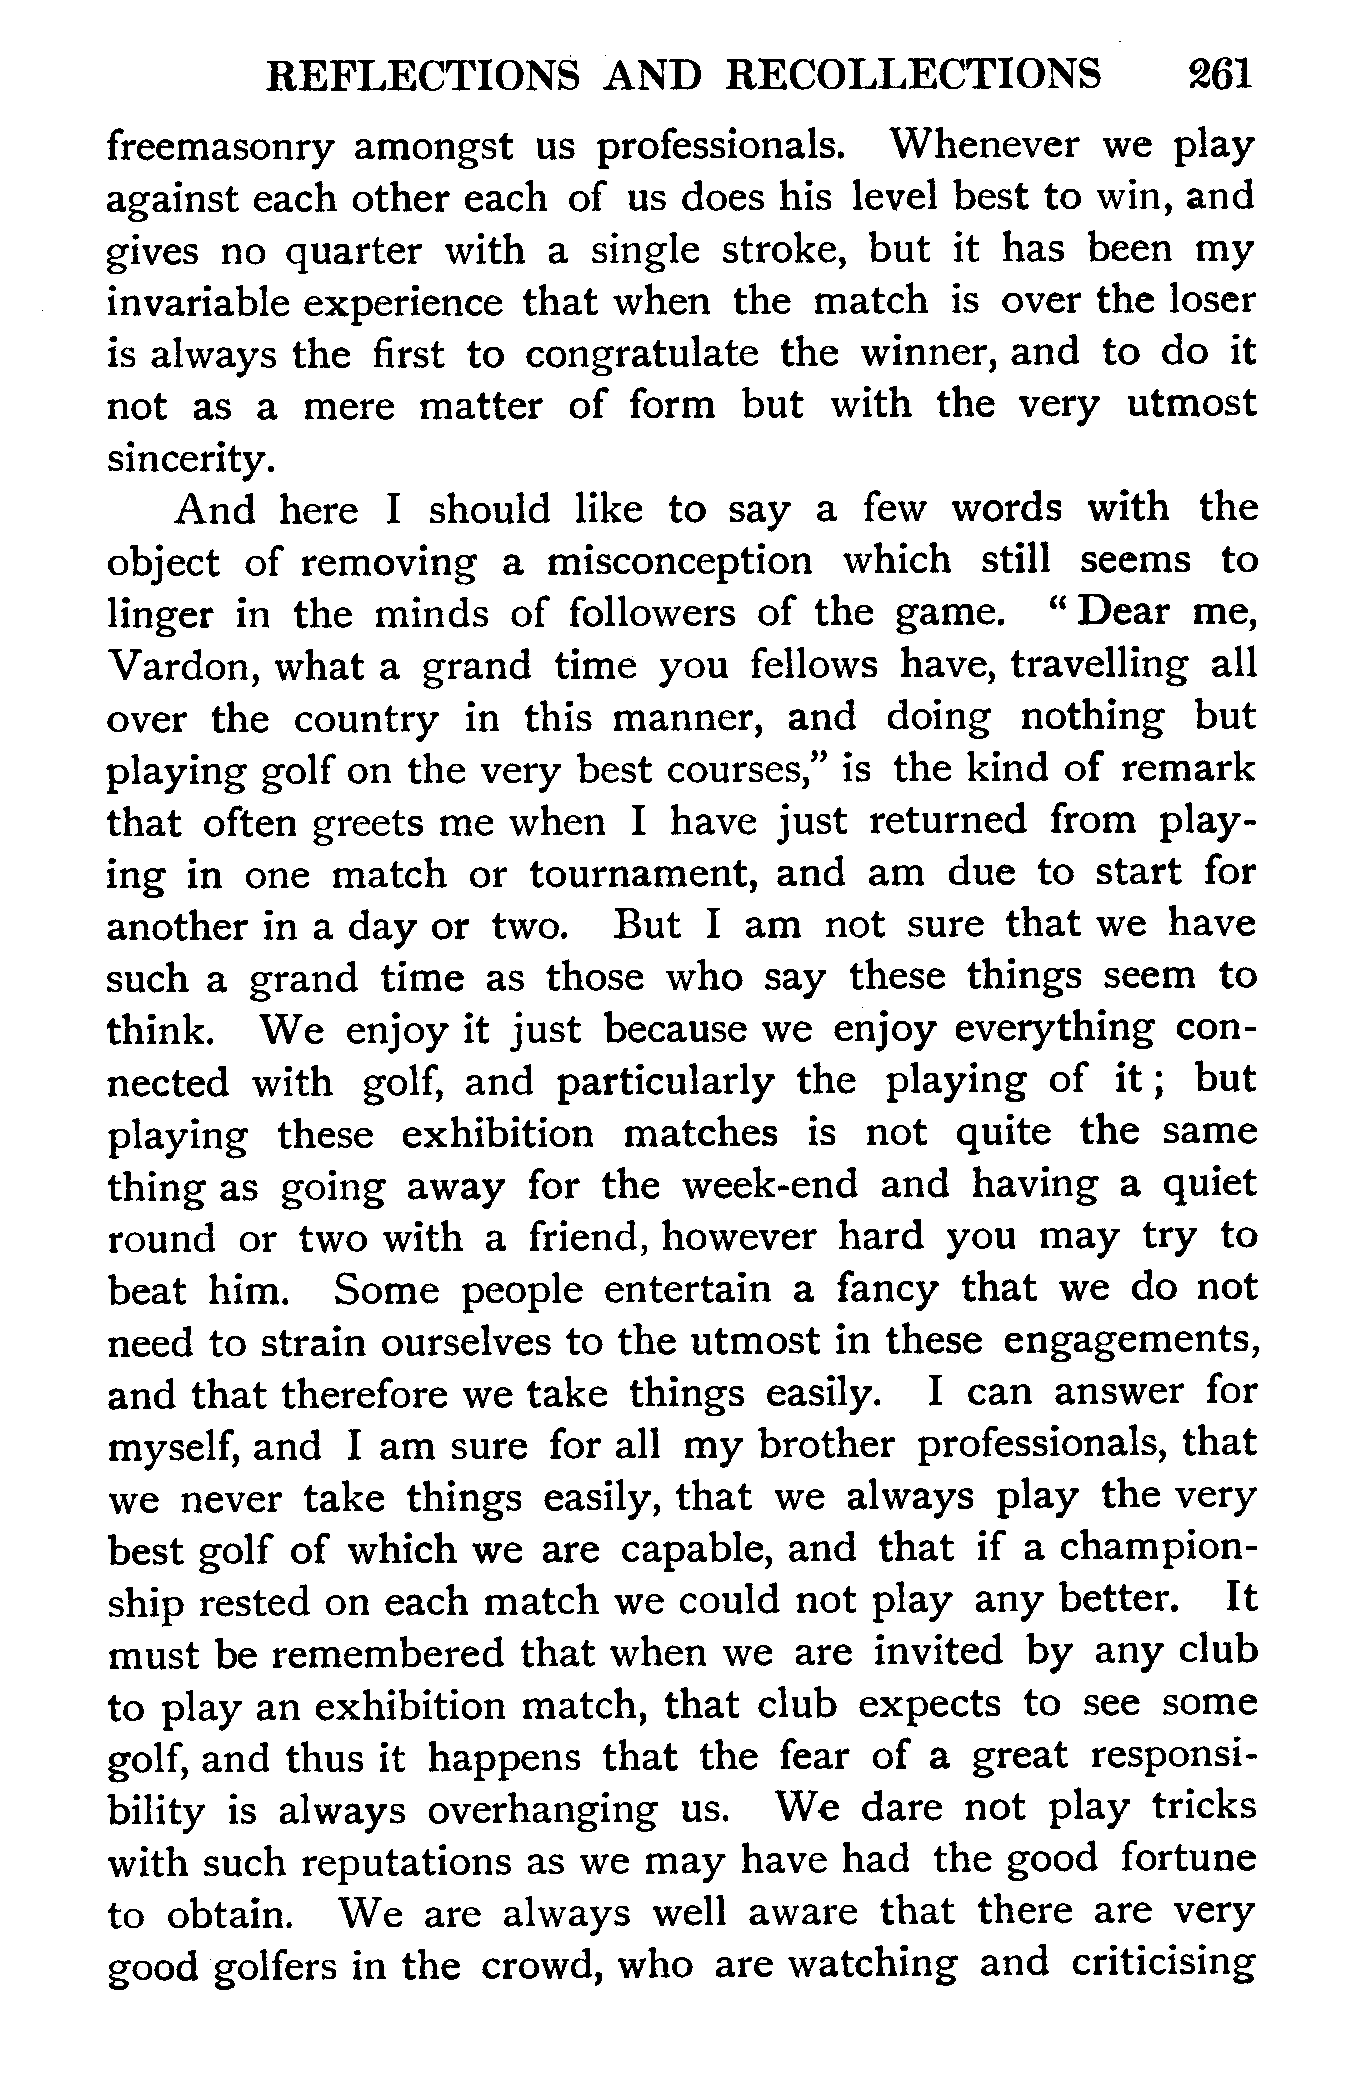 REFLECTIONS AND RECOLLECTIONS 261
freemasonry amongst us professionals. Whenever we play
against each other each of us does his level best to win, and
gives no quarter with a single stroke, but it has been my
invariable experience that when the match is over the loser
is always the first to congratulate the winner, and to do it
not as a mere matter of form but with the very utmost
sincerity.
And here I should like to say a few words with the
object of removing a misconception which still seems to
linger in the minds of followers of the game. “ Dear me,
Vardon, what a grand time you fellows have, travelling all
over the country in this manner, and doing nothing but
playing golf on the very best courses,” is the kind of remark
that often greets me when I have just returned from play-
ing in one match or tournament, and am due to start for
another in a day or two. But I am not sure that we have
such a grand time as those who say these things seem to
think. We enjoy it just because we enjoy everything con-
nected with golf, and particularly the playing of it ; but
playing these exhibition matches is not quite the same
thing as going away for the week-end and having a quiet
round or two with a friend, however hard you may try to
beat him. Some people entertain a fancy that we do not
need to strain ourselves to the utmost in these engagements,
and that therefore we take things easily. I can answer for
myself, and I am sure for all my brother professionals, that
we never take things easily, that we always play the very
best golf of which we are capable, and that if a champion-
ship rested on each match we could not play any better. It
must be remembered that when we are invited by any club
to play an exhibition match, that club expects to see some
golf, and thus it happens that the fear of a great responsi-
bility is always overhanging us. We dare not play tricks
with such reputations as we may have had the good fortune
to obtain. We are always well aware that there are very
good golfers in the crowd, who are watching and criticising